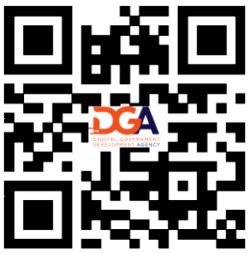 DGA
DIGITAL GOVERNMENT
DEVELOPMENT AGENCY